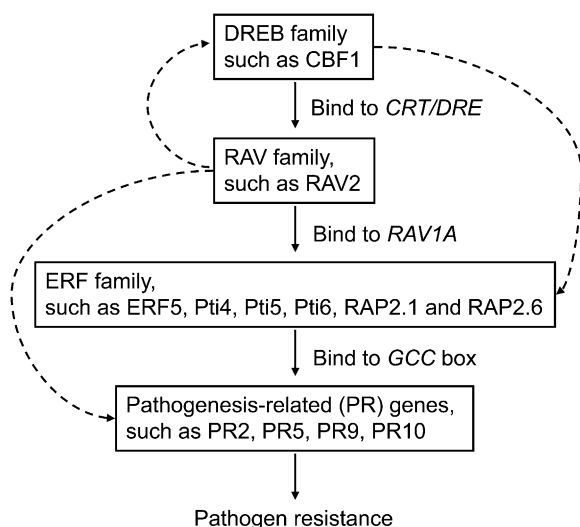 DREB family
such as CBF1
Bind to CRT/DRE
RAV family,
such as RAV2
Bind to RAV1A
ERF family,
such as ERF5, Pti4, Pti5, Pti6, RAP2.1 and RAP2.6
Bind to GCC box
Pathogenesis-related (PR) genes,
such as PR2, PR5, PR9, PR10
Pathogen resistance